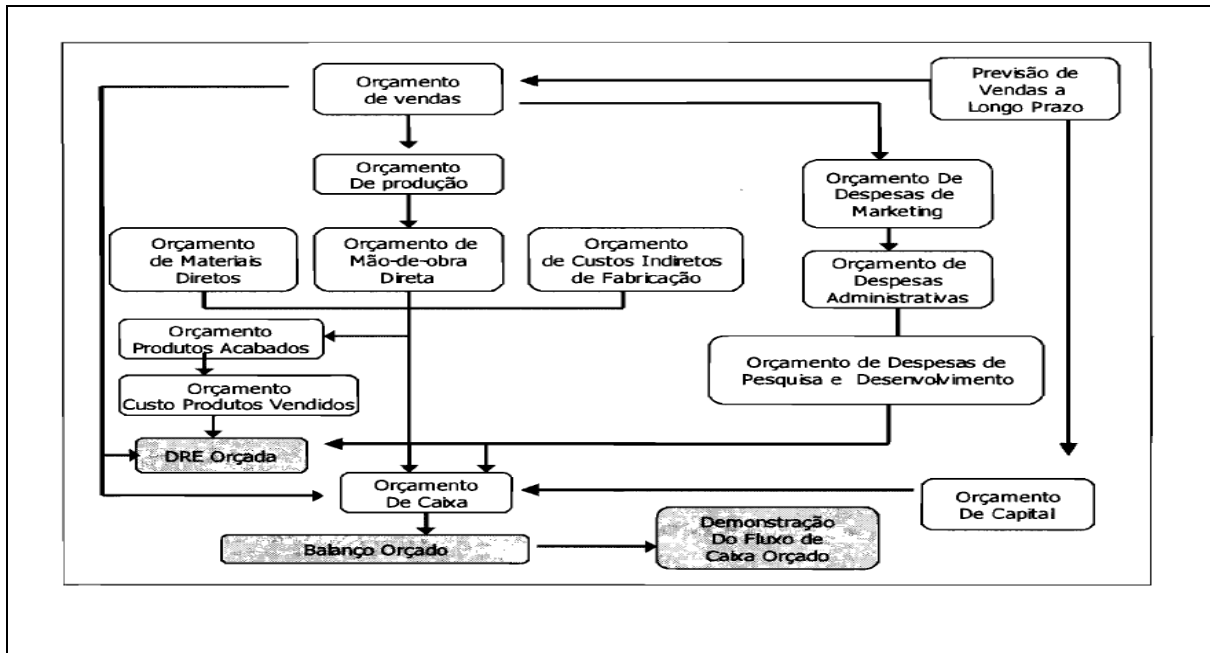 Orçamento
de vendas
Previsão de
Vendas a
Longo Prazo
Orçamento
De produção
Orçamento De
Despesas de
Marketing
Orçamento
de Materiais
Diretos
Orçamento de
Mão-de-obra
Direta
Orçamento
de Custos Indiretos
de Fabricação
Orçamento de
Despesas
Administrativas
Orçamento
Produtos Acabados
Orçamento de Despesas de
Pesquisa e Desenvolvimento
Orçamento
Custo Produtos Vendidos
DRE Orçada
Orçamento
De Caixa
Orçamento
De Capital
Balanço Orçado
Demonstração
Do Fluxo de
Caixa Orçado